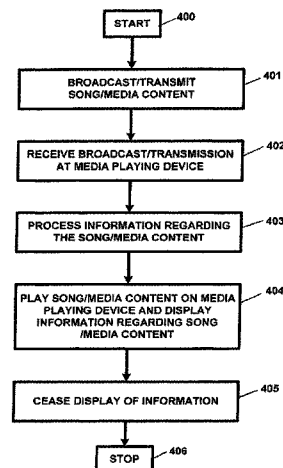 START
400
BROADCAST/TRANSMIT
SONG/MEDIA CONTENT
401
RECEIVE BROADCAST/TRANSMISSION
AT MEDIA PLAYING DEVICE
402
PROCESS INFORMATION REGARDING
THE SONG/MEDIA CONTENT
403
PLAY SONG/MEDIA CONTENT ON MEDIA
PLAYING DEVICE AND DISPLAY
INFORMATION REGARDING SONG
/MEDIA CONTENT
404
CEASE DISPLAY OF INFORMATION
405
STOP
406